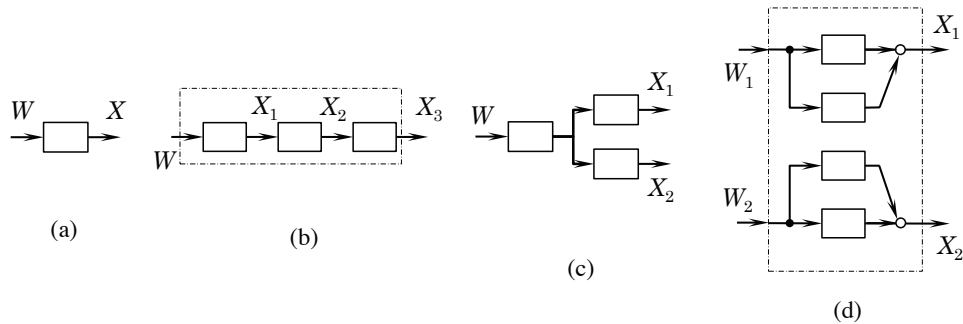 W X
(a)
W X₁ X₂ X₃
(b)
W X₁
X₂
(c)
W₁ X₁
W₂ X₂
(d)